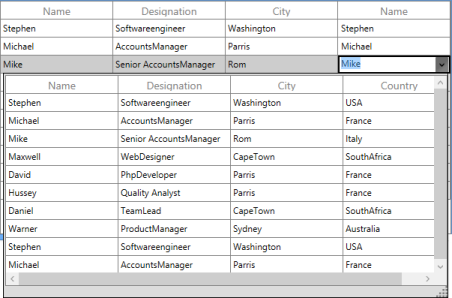 Name Designation City Name
Stephen Softwareengineer Washington Stephen
Michael AccountsManager Parris Michael
Mike Senior AccountsManager Rom Mike
Name Designation City Country
Stephen Softwareengineer Washington USA
Michael AccountsManager Parris France
Mike Senior AccountsManager Rom Italy
Maxwell WebDesigner CapeTown SouthAfrica
David PhpDeveloper Parris France
Hussey Quality Analyst Parris France
Daniel TeamLead CapeTown SouthAfrica
Warner ProductManager Sydney Australia
Stephen Softwareengineer Washington USA
Michael AccountsManager Parris France